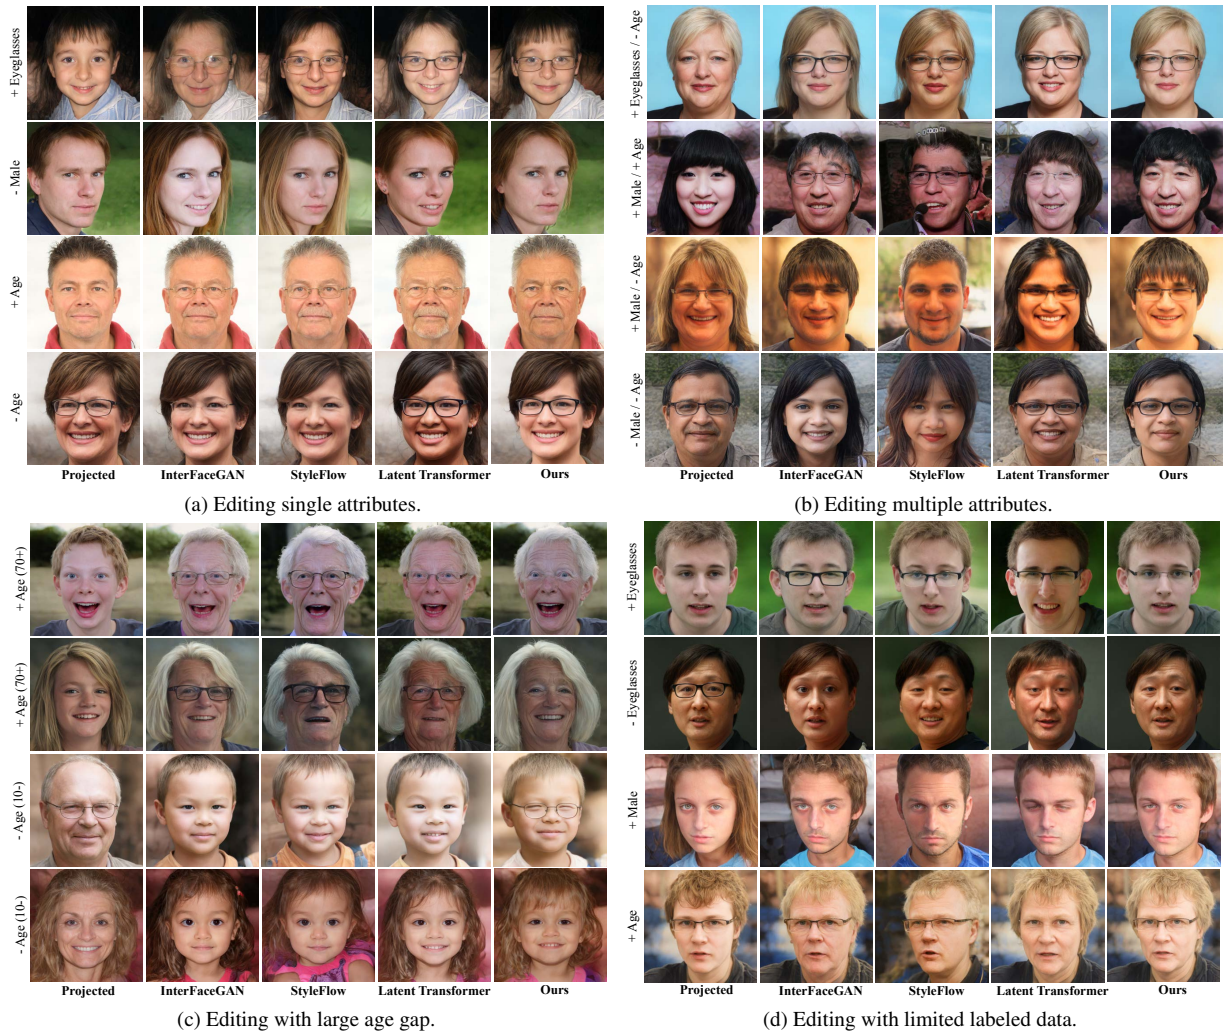 + Eyeglasses
- Male
+ Age
- Age
Projected InterFaceGAN StyleFlow Latent Transformer Ours
(a) Editing single attributes.
+ Eyeglasses / - Age
+ Male / + Age
+ Male / - Age
- Male / - Age
Projected InterFaceGAN StyleFlow Latent Transformer Ours
(b) Editing multiple attributes.
+ Age (70+)
+ Age (70+)
- Age (10-)
- Age (10-)
Projected InterFaceGAN StyleFlow Latent Transformer Ours
(c) Editing with large age gap.
+ Eyeglasses
- Eyeglasses
+ Male
+ Age
Projected InterFaceGAN StyleFlow Latent Transformer Ours
(d) Editing with limited labeled data.